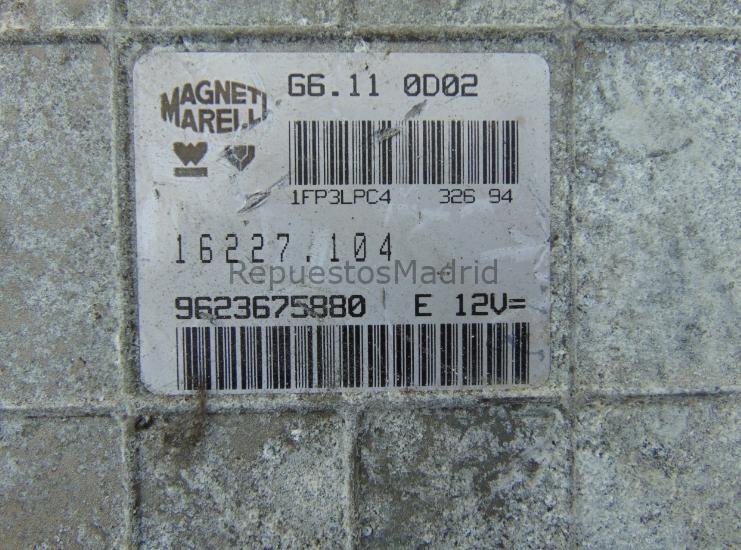 MAGNETI
MARELLI
G6.11 0D02
1FP3LPC4 326 94
16227.104
RepuestosMadrid
9623675880 E 12V=